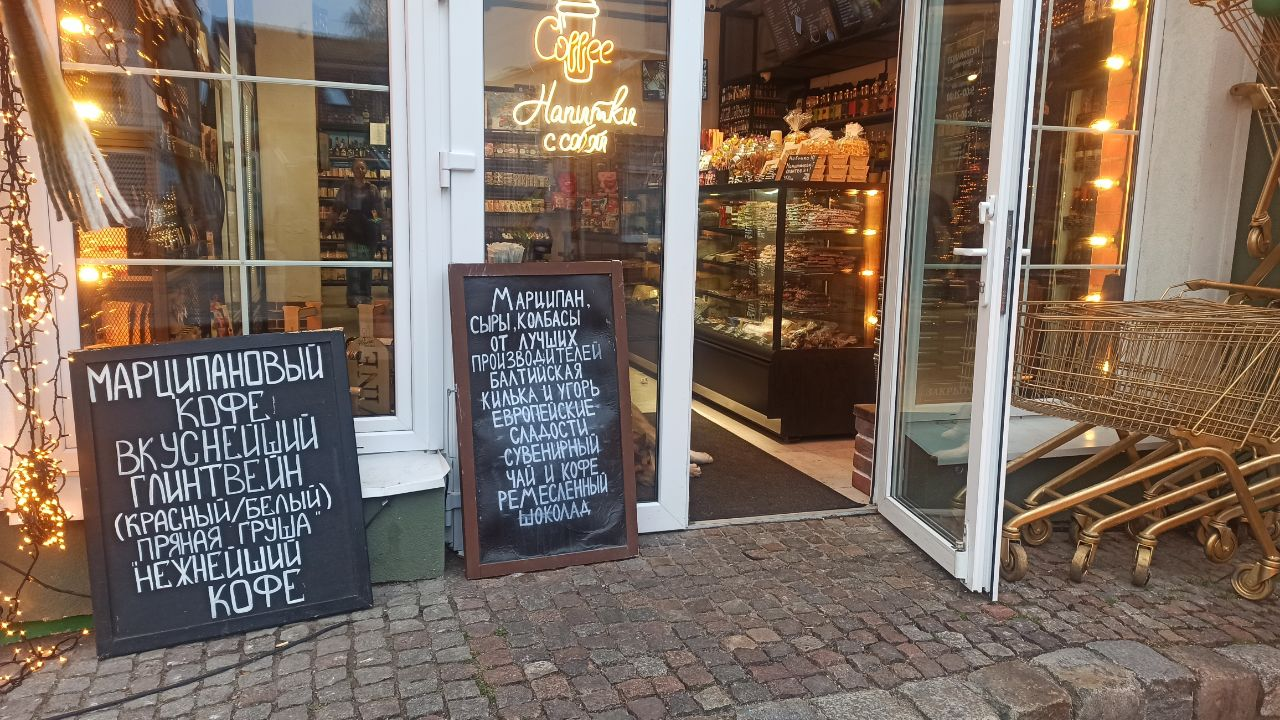 Coffee
Напитки
с собой
МАРЦИПАНОВЫЙ
КОФЕ
ВКУСНЕЙШИЙ
ГЛИНТВЕЙН
(КРАСНЫЙ/БЕЛЫЙ)
ПРЯНАЯ ГРУША"
"НЕЖНЕЙШИЙ
КОФЕ
МАРЦИПАН,
СЫРЫ, КОЛБАСЫ
ОТ ЛУЧШИХ
ПРОИЗВОДИТЕЛЕЙ
БАЛТИЙСКАЯ
КИЛЬКА И УГОРЬ
ЕВРОПЕЙСКИЕ
СЛАДОСТИ
СУВЕНИРНЫЙ
ЧАЙ И КОФЕ
РЕМЕСЛЕННЫЙ
ШОКОЛАД
WINE